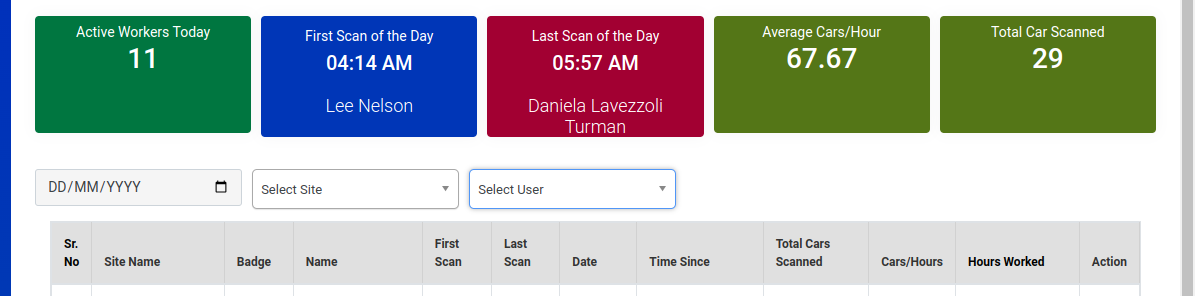 Active Workers Today
11
First Scan of the Day
04:14 AM
Lee Nelson
Last Scan of the Day
05:57 AM
Daniela Lavezzoli
Turman
Average Cars/Hour
67.67
Total Car Scanned
29
DD/MM/YYYY
Select Site
Select User
Sr.
No
Site Name
Badge
Name
First
Scan
Last
Scan
Date
Time Since
Total Cars
Scanned
Cars/Hours
Hours Worked
Action